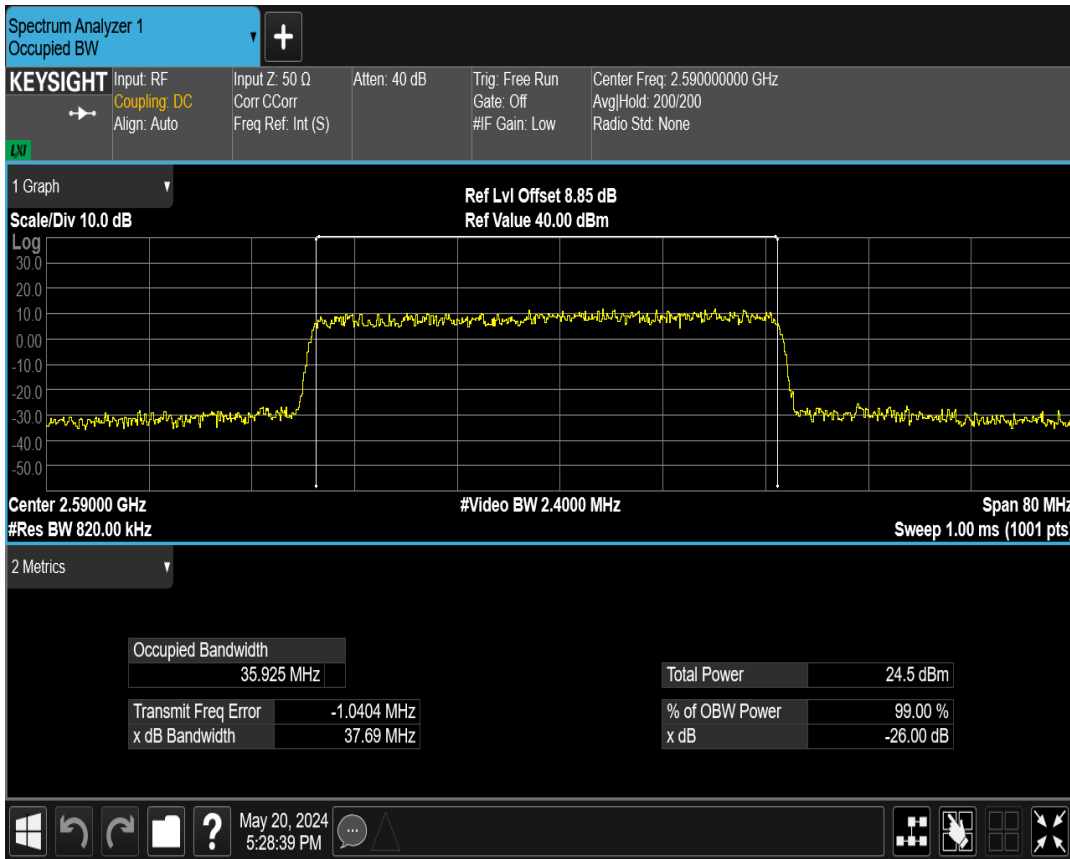 Spectrum Analyzer 1
Occupied BW
+
KEYSIGHT
LXI
Input: RF
Coupling: DC
Align: Auto
Input Z: 50 Ω
Corr CCorr
Freq Ref: Int (S)
Atten: 40 dB
Trig: Free Run
Gate: Off
#IF Gain: Low
Center Freq: 2.590000000 GHz
Avg|Hold: 200/200
Radio Std: None
1 Graph
Scale/Div 10.0 dB
Ref Lvl Offset 8.85 dB
Ref Value 40.00 dBm
Log
30.0
20.0
10.0
0.00
-10.0
-20.0
-30.0
-40.0
-50.0
Center 2.59000 GHz
#Video BW 2.4000 MHz
Span 80 MHz
#Res BW 820.00 kHz
Sweep 1.00 ms (1001 pts)
2 Metrics
Occupied Bandwidth
35.925 MHz
Total Power 24.5 dBm
Transmit Freq Error -1.0404 MHz
% of OBW Power 99.00 %
x dB Bandwidth 37.69 MHz
x dB -26.00 dB
?
May 20, 2024
5:28:39 PM